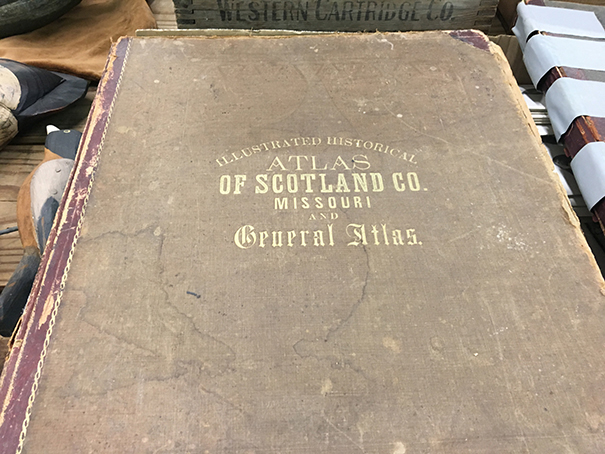 WESTERN CARTRIDGE CO.
ILLUSTRATED HISTORICAL
ATLAS
OF SCOTLAND CO.
MISSOURI
AND
General Atlas.